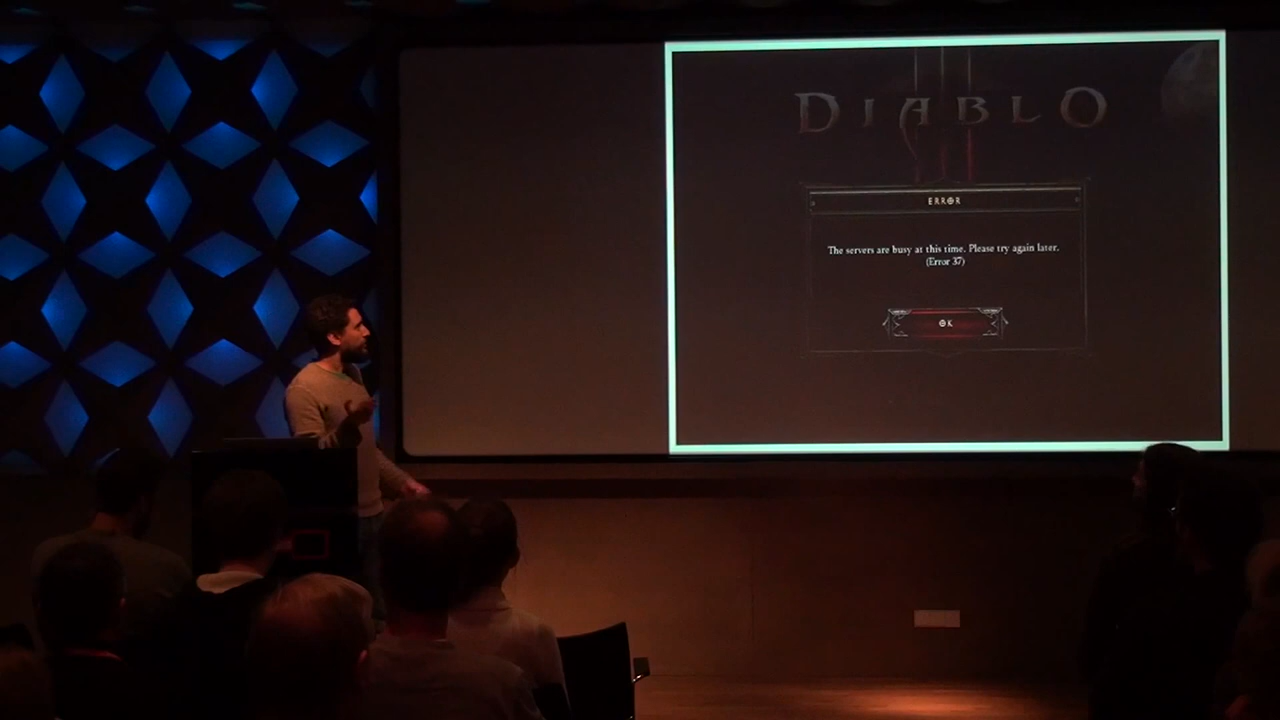 DIABLO
ERROR
The servers are busy at this time. Please try again later.
(Error 37)
OK